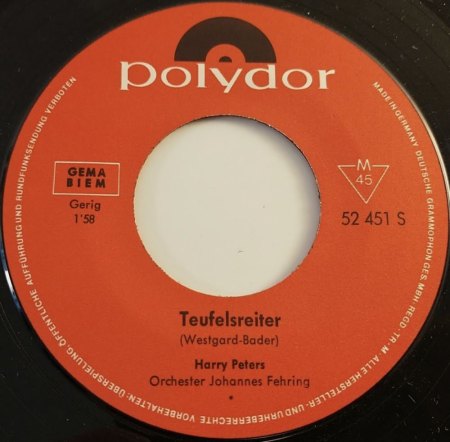 polydor
GEMA
BIEM
Gerig
1'58
M
45
52 451 S
Teufelsreiter
(Westgard-Bader)
Harry Peters
Orchester Johannes Fehring
MADE IN GERMANY DEUTSCHE GRAMMOPHON GES. MBH REGD. TR.-M. ALLE HERSTELLER- UND URHEBERRECHTE VORBEHALTEN-ÜBERSPIELUNG, ÖFFENTLICHE AUFFÜHRUNG UND RUNDFUNKSENDUNG VERBOTEN